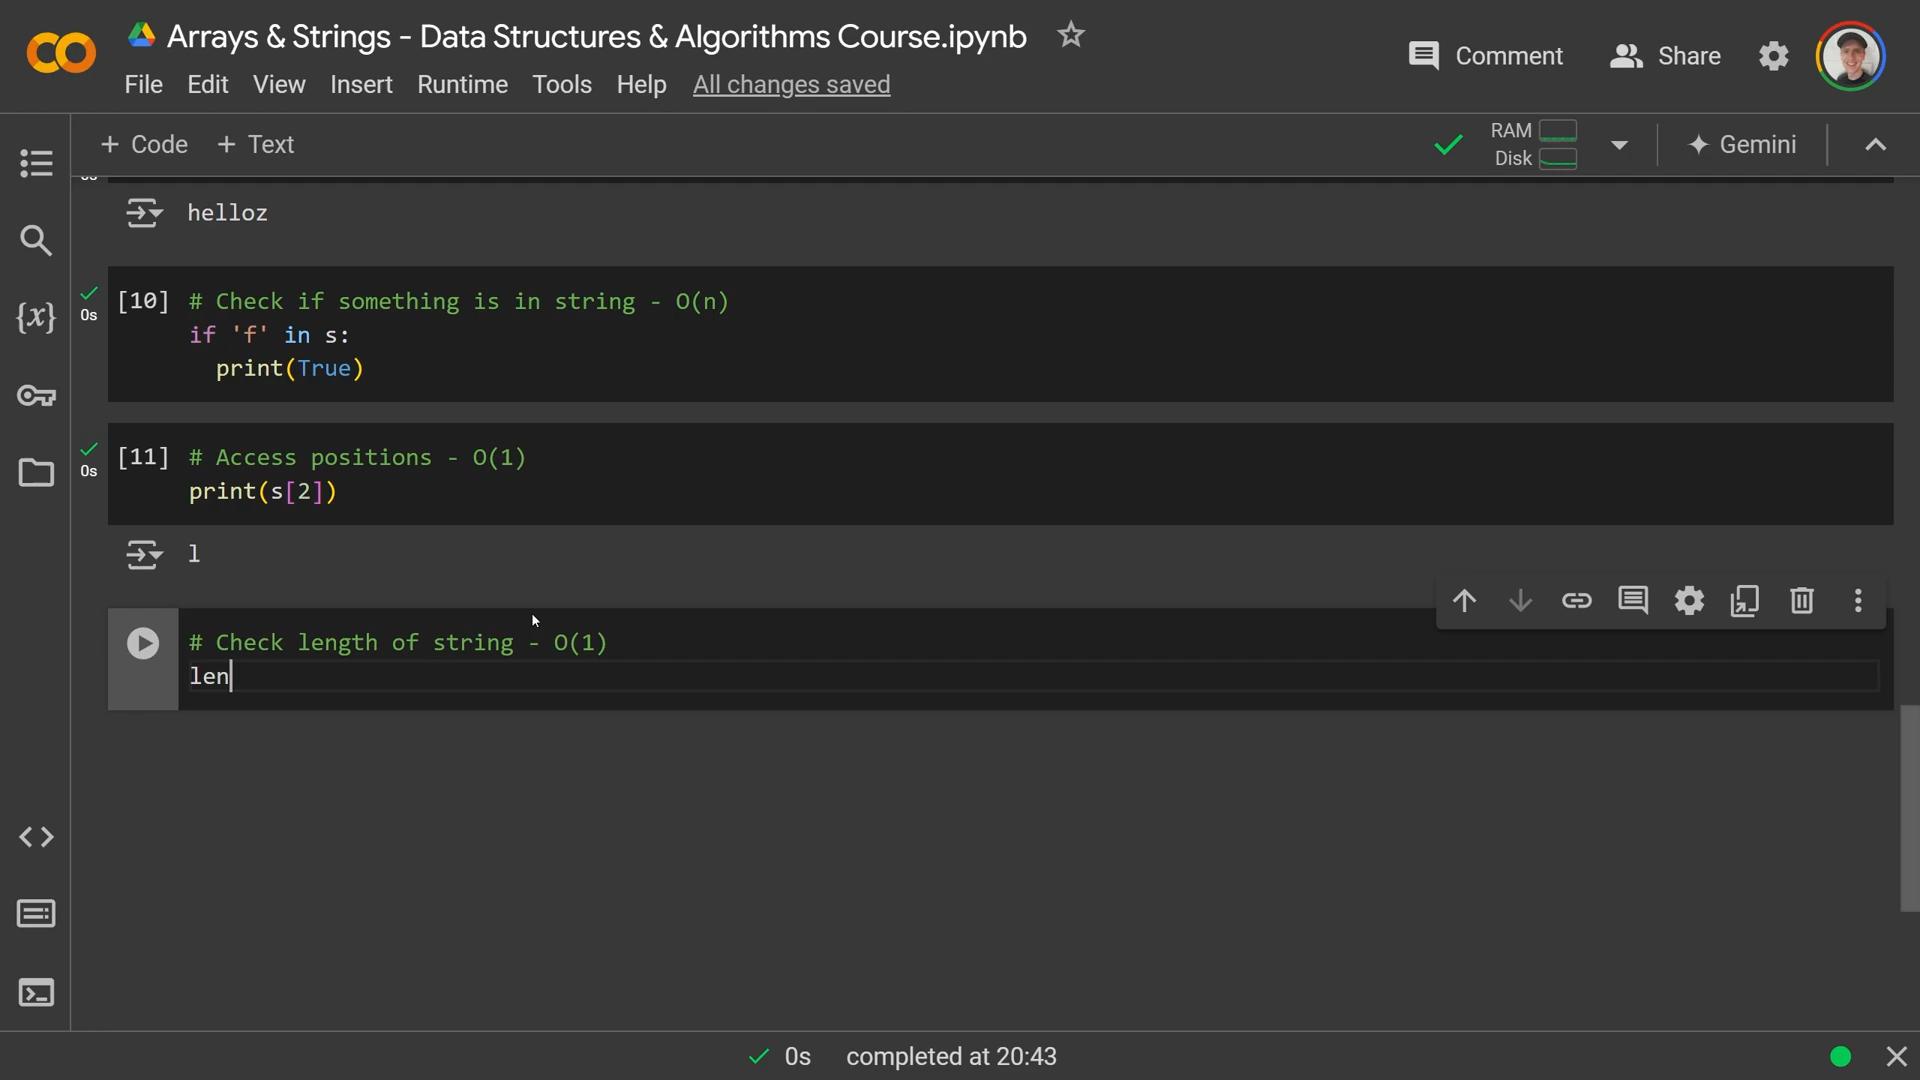 Arrays & Strings - Data Structures & Algorithms Course.ipynb
Comment
Share
File Edit View Insert Runtime Tools Help All changes saved
+ Code + Text
RAM
Disk
Gemini
helloz
0s
[10] # Check if something is in string - O(n)
if 'f' in s:
print(True)
0s
[11] # Access positions - O(1)
print(s[2])
l
# Check length of string - O(1)
len
0s completed at 20:43